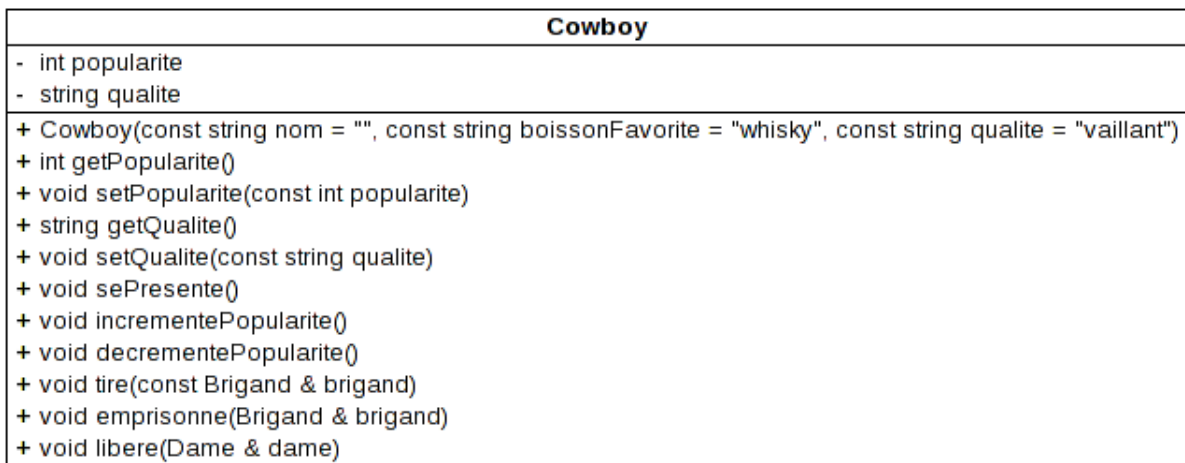 Cowboy
- int popularite
- string qualite
+ Cowboy(const string nom = "", const string boissonFavorite = "whisky", const string qualite = "vaillant")
+ int getPopularite()
+ void setPopularite(const int popularite)
+ string getQualite()
+ void setQualite(const string qualite)
+ void sePresente()
+ void incrementePopularite()
+ void decrementePopularite()
+ void tire(const Brigand & brigand)
+ void emprisonne(Brigand & brigand)
+ void libere(Dame & dame)